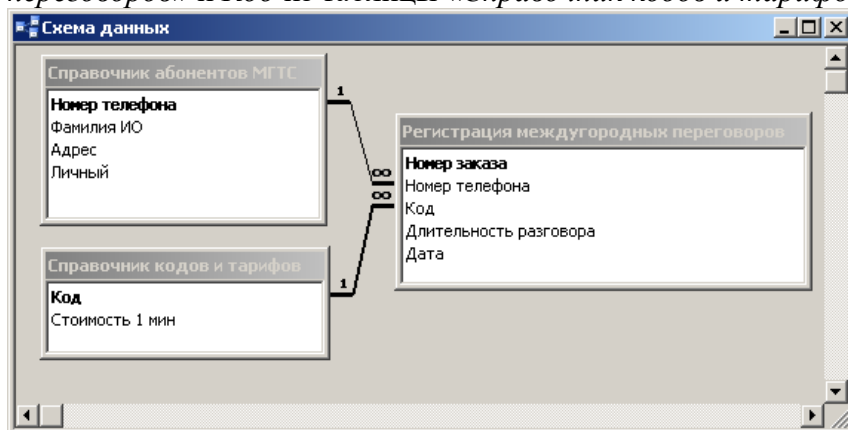 Схема данных
Справочник абонентов МГТС
Номер телефона
Фамилия ИО
Адрес
Личный
1
∞
∞
Регистрация междугородных переговоров
Номер заказа
Номер телефона
Код
Длительность разговора
Дата
Справочник кодов и тарифов
Код
Стоимость 1 мин
1